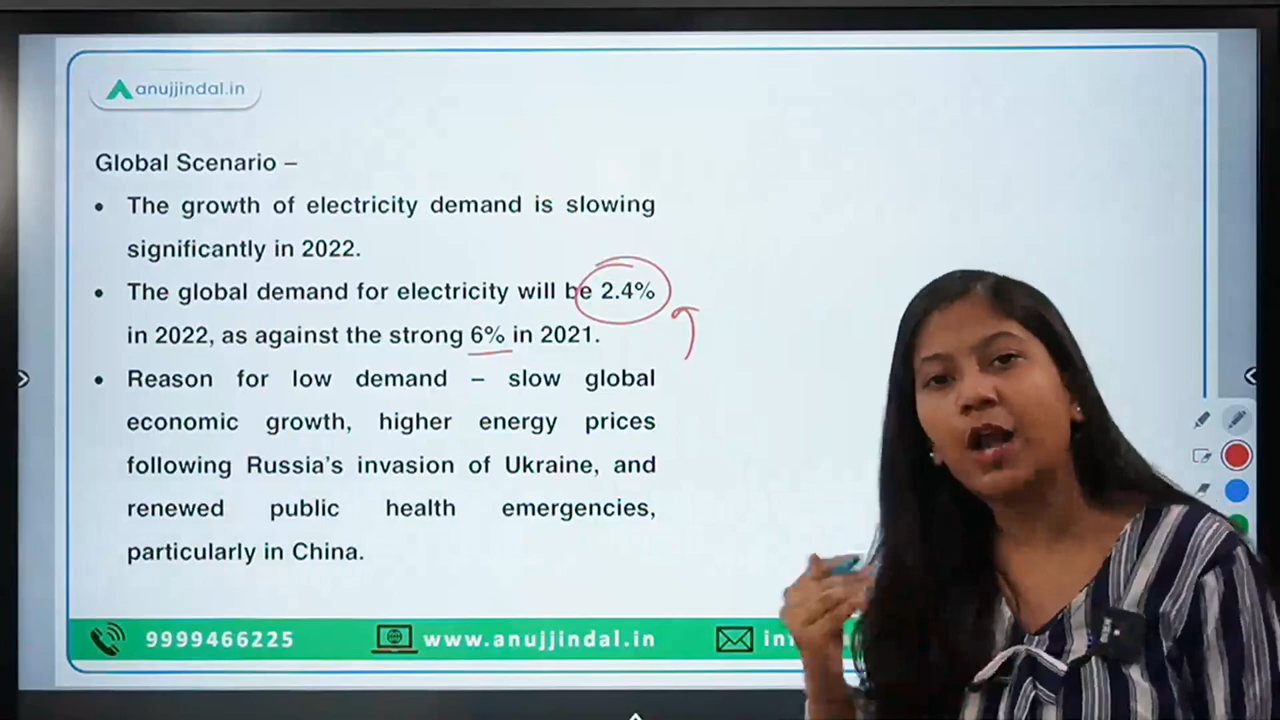 anujjindal.in
Global Scenario –
• The growth of electricity demand is slowing
significantly in 2022.
• The global demand for electricity will be 2.4%
in 2022, as against the strong 6% in 2021.
• Reason for low demand – slow global
economic growth, higher energy prices
following Russia's invasion of Ukraine, and
renewed public health emergencies,
particularly in China.
9999466225 www.anujjindal.in